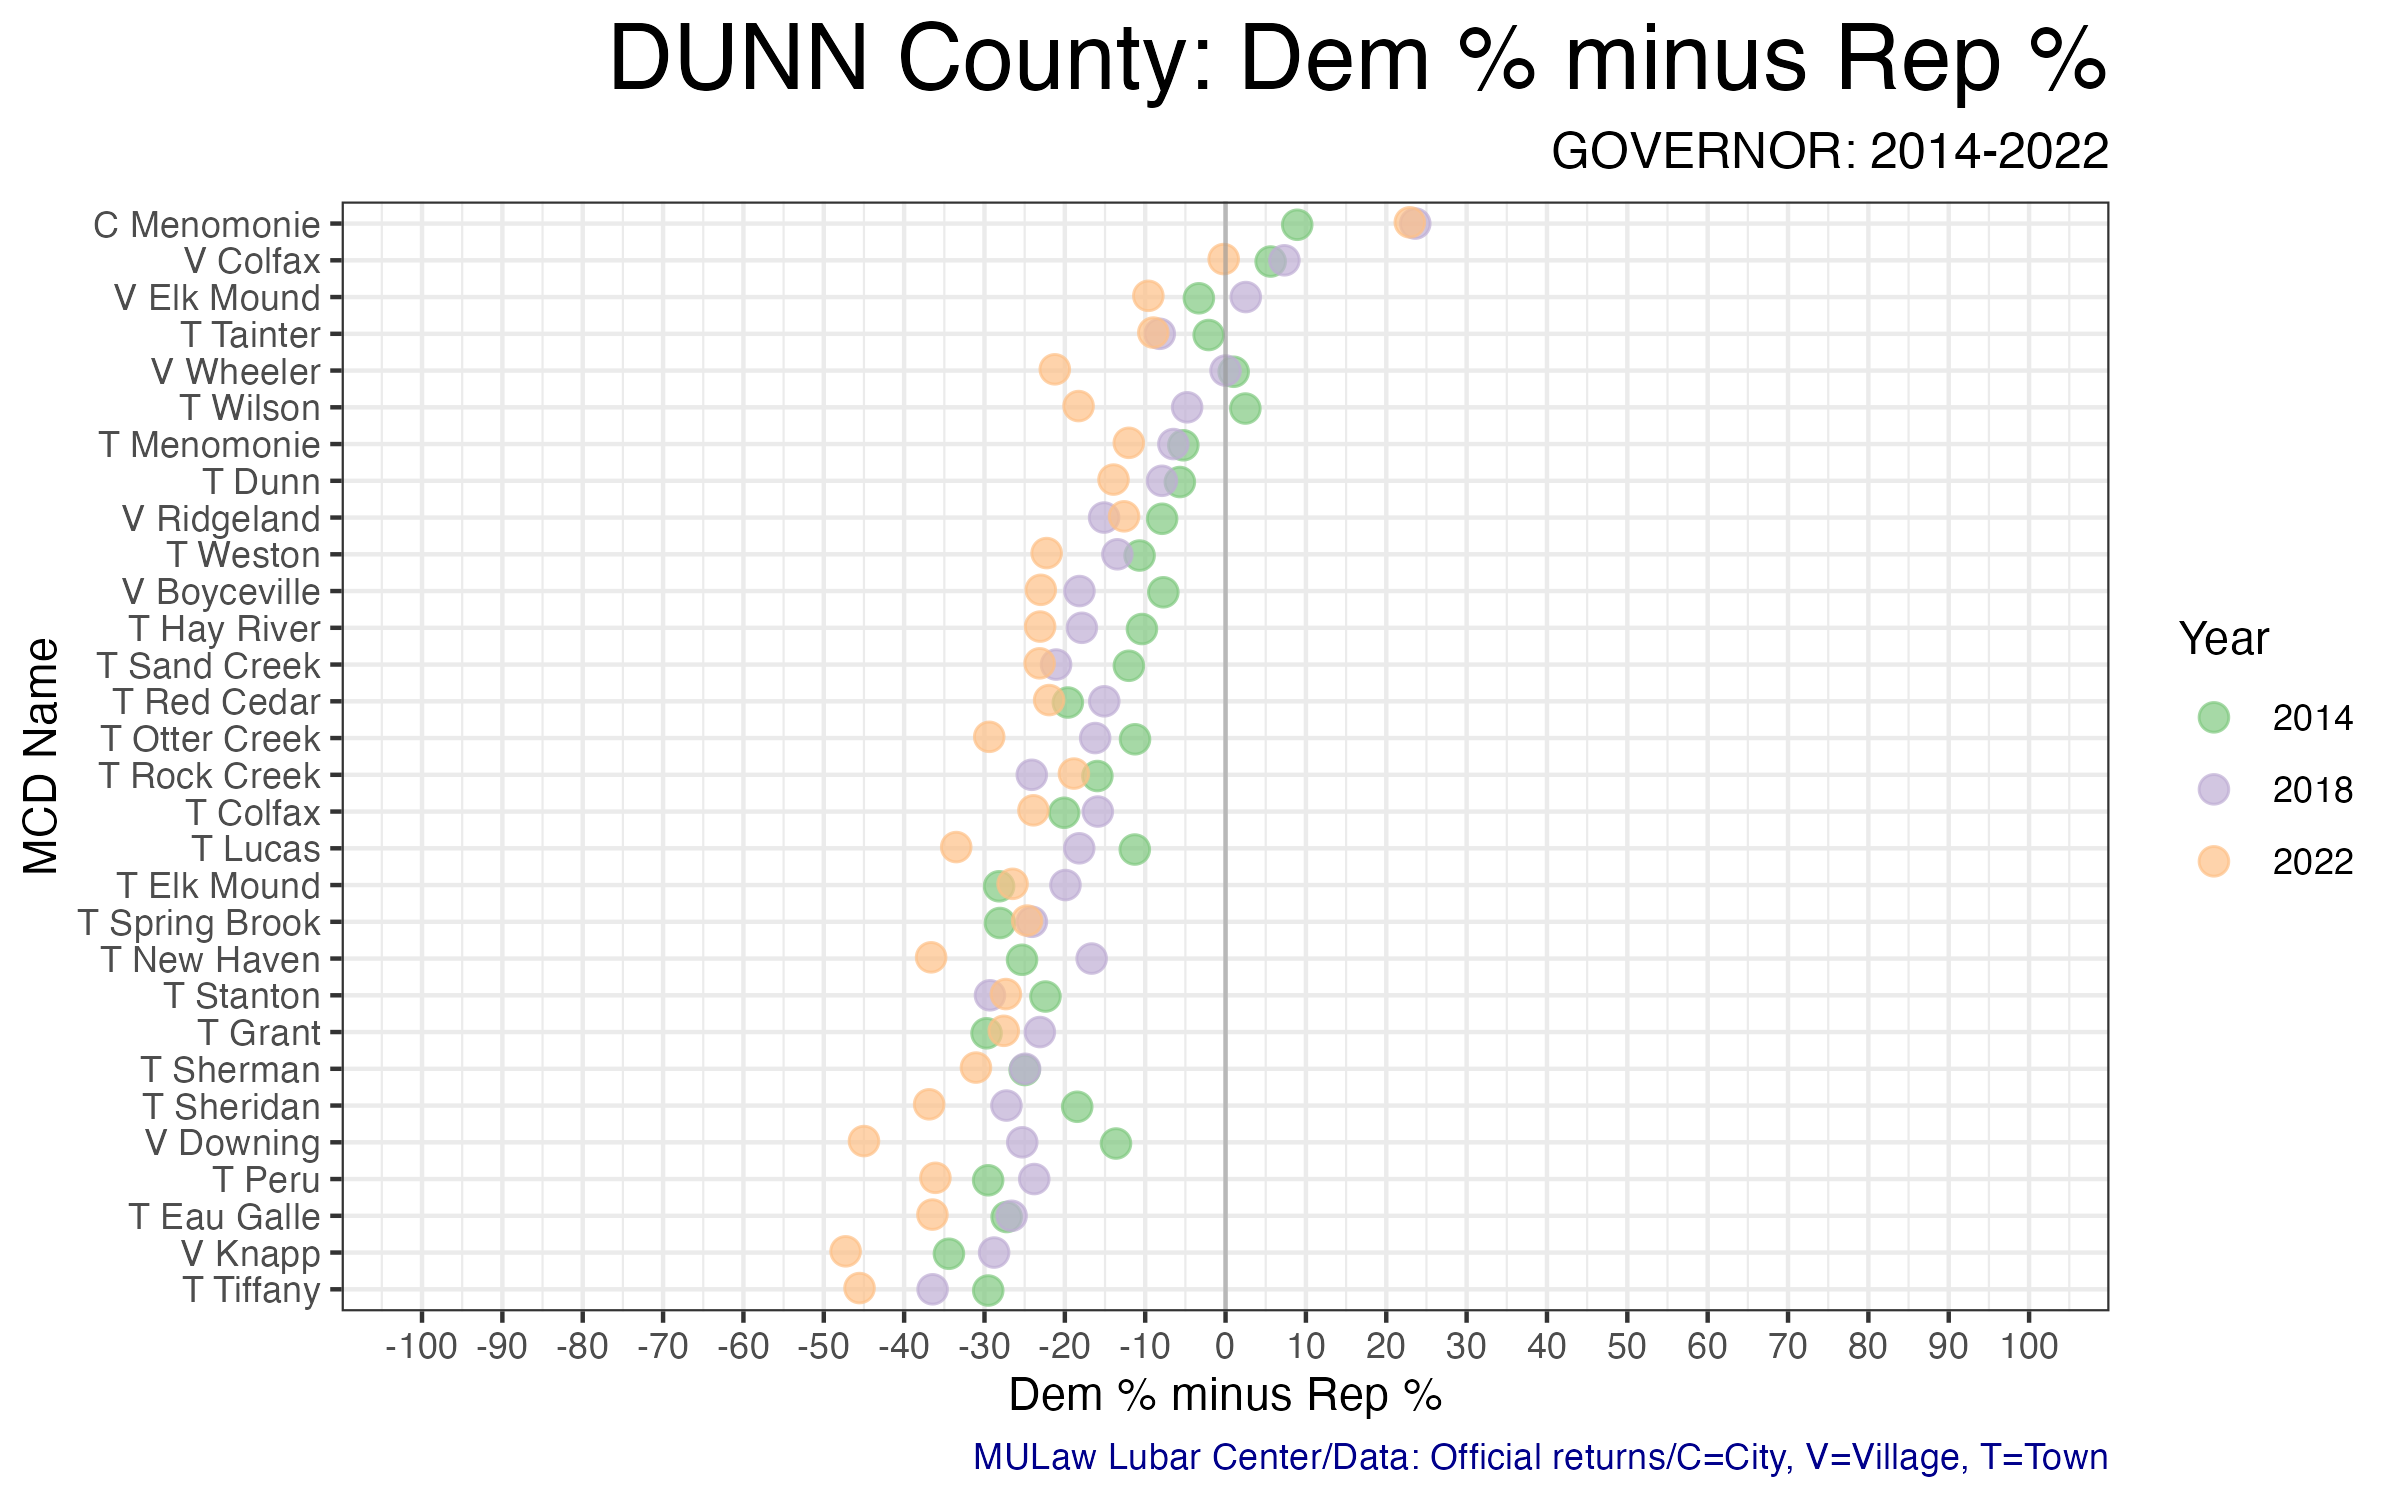 DUNN County: Dem % minus Rep %
GOVERNOR: 2014-2022
MCD Name
C Menomonie
V Colfax
V Elk Mound
T Tainter
V Wheeler
T Wilson
T Menomonie
T Dunn
V Ridgeland
T Weston
V Boyceville
T Hay River
T Sand Creek
T Red Cedar
T Otter Creek
T Rock Creek
T Colfax
T Lucas
T Elk Mound
T Spring Brook
T New Haven
T Stanton
T Grant
T Sherman
T Sheridan
V Downing
T Peru
T Eau Galle
V Knapp
T Tiffany
-100 -90 -80 -70 -60 -50 -40 -30 -20 -10 0 10 20 30 40 50 60 70 80 90 100
Dem % minus Rep %
Year
2014
2018
2022
MULaw Lubar Center/Data: Official returns/C=City, V=Village, T=Town